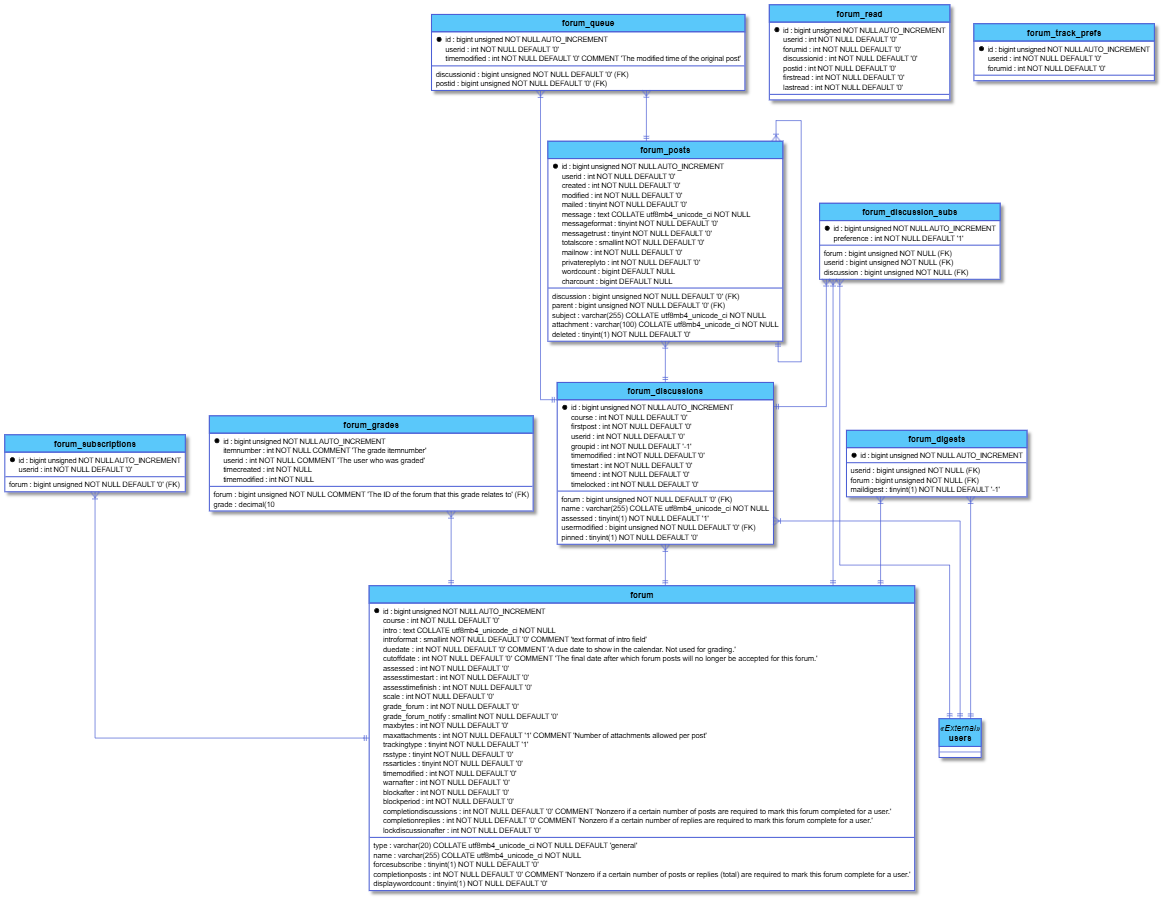 forum_queue
id : bigint unsigned NOT NULL AUTO_INCREMENT
userid : int NOT NULL DEFAULT '0'
timemodified : int NOT NULL DEFAULT '0' COMMENT 'The modified time of the original post'
discussionid : bigint unsigned NOT NULL DEFAULT '0' (FK)
postid : bigint unsigned NOT NULL DEFAULT '0' (FK)
forum_read
id : bigint unsigned NOT NULL AUTO_INCREMENT
userid : int NOT NULL DEFAULT '0'
forumid : int NOT NULL DEFAULT '0'
discussionid : int NOT NULL DEFAULT '0'
postid : int NOT NULL DEFAULT '0'
firstread : int NOT NULL DEFAULT '0'
lastread : int NOT NULL DEFAULT '0'
forum_track_prefs
id : bigint unsigned NOT NULL AUTO_INCREMENT
userid : int NOT NULL DEFAULT '0'
forumid : int NOT NULL DEFAULT '0'
forum_posts
id : bigint unsigned NOT NULL AUTO_INCREMENT
userid : int NOT NULL DEFAULT '0'
created : int NOT NULL DEFAULT '0'
modified : int NOT NULL DEFAULT '0'
mailed : tinyint NOT NULL DEFAULT '0'
message : text COLLATE utf8mb4_unicode_ci NOT NULL
messageformat : tinyint NOT NULL DEFAULT '0'
messagetrust : tinyint NOT NULL DEFAULT '0'
totalscore : smallint NOT NULL DEFAULT '0'
mailnow : int NOT NULL DEFAULT '0'
privatereplyto : int NOT NULL DEFAULT '0'
wordcount : bigint DEFAULT NULL
charcount : bigint DEFAULT NULL
discussion : bigint unsigned NOT NULL DEFAULT '0' (FK)
parent : bigint unsigned NOT NULL DEFAULT '0' (FK)
subject : varchar(255) COLLATE utf8mb4_unicode_ci NOT NULL
attachment : varchar(100) COLLATE utf8mb4_unicode_ci NOT NULL
deleted : tinyint(1) NOT NULL DEFAULT '0'
forum_discussion_subs
id : bigint unsigned NOT NULL AUTO_INCREMENT
preference : int NOT NULL DEFAULT '1'
forum : bigint unsigned NOT NULL (FK)
userid : bigint unsigned NOT NULL (FK)
discussion : bigint unsigned NOT NULL (FK)
forum_discussions
id : bigint unsigned NOT NULL AUTO_INCREMENT
course : int NOT NULL DEFAULT '0'
firstpost : int NOT NULL DEFAULT '0'
userid : int NOT NULL DEFAULT '0'
groupid : int NOT NULL DEFAULT '-1'
timemodified : int NOT NULL DEFAULT '0'
timestart : int NOT NULL DEFAULT '0'
timeend : int NOT NULL DEFAULT '0'
timelocked : int NOT NULL DEFAULT '0'
forum : bigint unsigned NOT NULL DEFAULT '0' (FK)
name : varchar(255) COLLATE utf8mb4_unicode_ci NOT NULL
assessed : tinyint(1) NOT NULL DEFAULT '1'
usermodified : bigint unsigned NOT NULL DEFAULT '0' (FK)
pinned : tinyint(1) NOT NULL DEFAULT '0'
forum_subscriptions
id : bigint unsigned NOT NULL AUTO_INCREMENT
userid : int NOT NULL DEFAULT '0'
forum : bigint unsigned NOT NULL DEFAULT '0' (FK)
forum_grades
id : bigint unsigned NOT NULL AUTO_INCREMENT
itemnumber : int NOT NULL COMMENT 'The grade itemnumber'
userid : int NOT NULL COMMENT 'The user who was graded'
timecreated : int NOT NULL
timemodified : int NOT NULL
forum : bigint unsigned NOT NULL COMMENT 'The ID of the forum that this grade relates to' (FK)
grade : decimal(10
forum_digests
id : bigint unsigned NOT NULL AUTO_INCREMENT
userid : bigint unsigned NOT NULL (FK)
forum : bigint unsigned NOT NULL (FK)
maildigest : tinyint(1) NOT NULL DEFAULT '-1'
forum
id : bigint unsigned NOT NULL AUTO_INCREMENT
course : int NOT NULL DEFAULT '0'
intro : text COLLATE utf8mb4_unicode_ci NOT NULL
introformat : smallint NOT NULL DEFAULT '0' COMMENT 'text format of intro field'
duedate : int NOT NULL DEFAULT '0' COMMENT 'A due date to show in the calendar. Not used for grading.'
cutoffdate : int NOT NULL DEFAULT '0' COMMENT 'The final date after which forum posts will no longer be accepted for this forum.'
assessed : int NOT NULL DEFAULT '0'
assesstimestart : int NOT NULL DEFAULT '0'
assesstimefinish : int NOT NULL DEFAULT '0'
scale : int NOT NULL DEFAULT '0'
grade_forum : int NOT NULL DEFAULT '0'
grade_forum_notify : smallint NOT NULL DEFAULT '0'
maxbytes : int NOT NULL DEFAULT '0'
maxattachments : int NOT NULL DEFAULT '1' COMMENT 'Number of attachments allowed per post'
trackingtype : tinyint NOT NULL DEFAULT '1'
rsstype : tinyint NOT NULL DEFAULT '0'
rssarticles : tinyint NOT NULL DEFAULT '0'
timemodified : int NOT NULL DEFAULT '0'
warnafter : int NOT NULL DEFAULT '0'
blockafter : int NOT NULL DEFAULT '0'
blockperiod : int NOT NULL DEFAULT '0'
completiondiscussions : int NOT NULL DEFAULT '0' COMMENT 'Nonzero if a certain number of posts are required to mark this forum completed for a user.'
completionreplies : int NOT NULL DEFAULT '0' COMMENT 'Nonzero if a certain number of replies are required to mark this forum complete for a user.'
lockdiscussionafter : int NOT NULL DEFAULT '0'
type : varchar(20) COLLATE utf8mb4_unicode_ci NOT NULL DEFAULT 'general'
name : varchar(255) COLLATE utf8mb4_unicode_ci NOT NULL
forcesubscribe : tinyint(1) NOT NULL DEFAULT '0'
completionposts : int NOT NULL DEFAULT '0' COMMENT 'Nonzero if a certain number of posts or replies (total) are required to mark this forum complete for a user.'
displaywordcount : tinyint(1) NOT NULL DEFAULT '0'
«External»
users